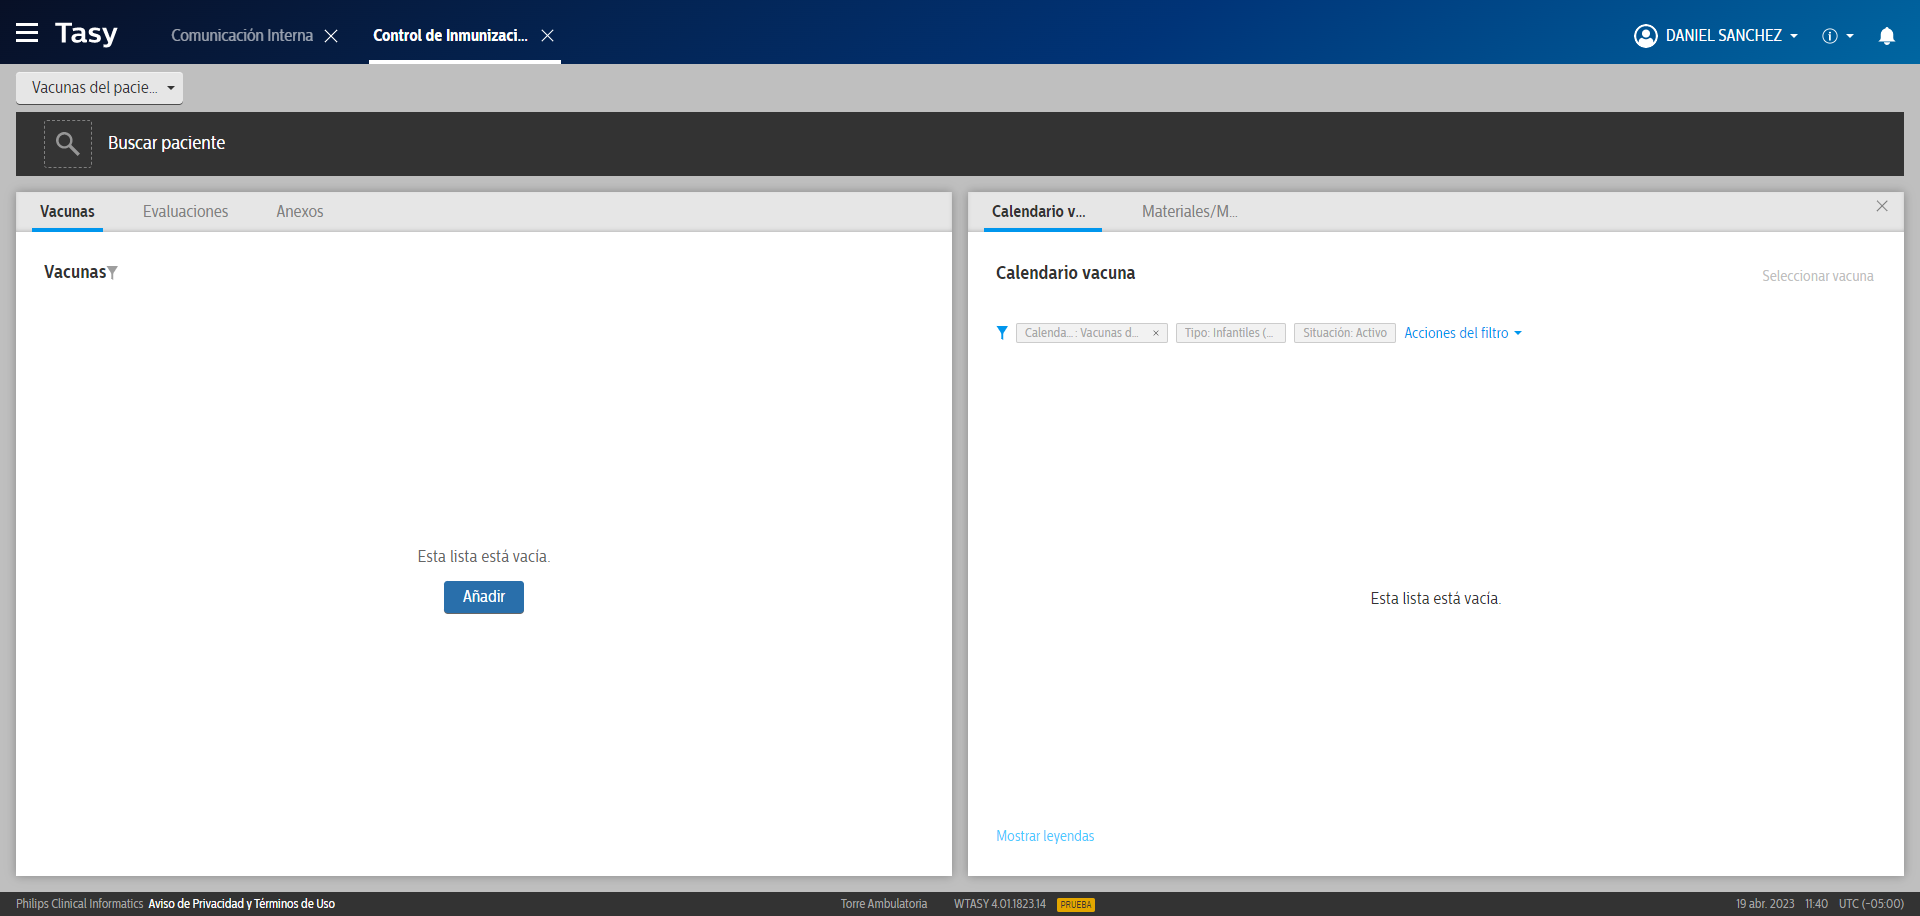 Tasy
Comunicación Interna
Control de Inmunizaci...
DANIEL SANCHEZ
Vacunas del pacie...
Buscar paciente
Vacunas
Evaluaciones
Anexos
Vacunas
Esta lista está vacía.
Añadir
Calendario v...
Materiales/M...
Calendario vacuna
Seleccionar vacuna
Calenda...: Vacunas d...
Tipo: Infantiles (...
Situación: Activo
Acciones del filtro
Esta lista está vacía.
Mostrar leyendas
Philips Clinical Informatics Aviso de Privacidad y Términos de Uso
Torre Ambulatoria
WTASY 4.01.1823.14
PRUEBA
19 abr. 2023 11:40 UTC (-05:00)